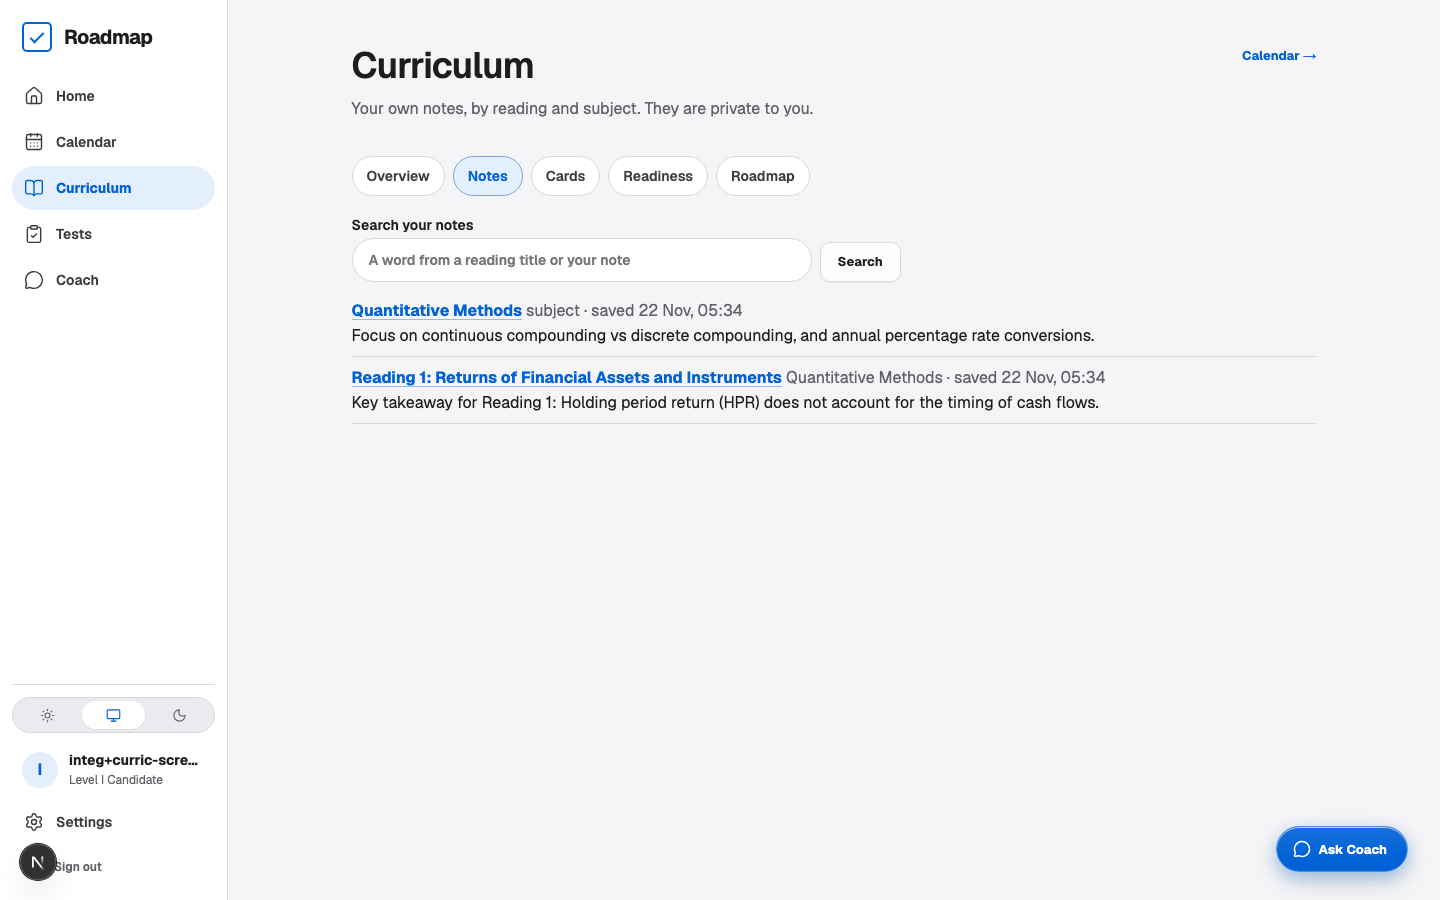 Roadmap
Home
Calendar
Curriculum
Tests
Coach
I
integ+curric-scre...
Level I Candidate
Settings
N
Sign out
Curriculum
Calendar →
Your own notes, by reading and subject. They are private to you.
Overview
Notes
Cards
Readiness
Roadmap
Search your notes
A word from a reading title or your note
Search
Quantitative Methods subject · saved 22 Nov, 05:34
Focus on continuous compounding vs discrete compounding, and annual percentage rate conversions.
Reading 1: Returns of Financial Assets and Instruments Quantitative Methods · saved 22 Nov, 05:34
Key takeaway for Reading 1: Holding period return (HPR) does not account for the timing of cash flows.
Ask Coach